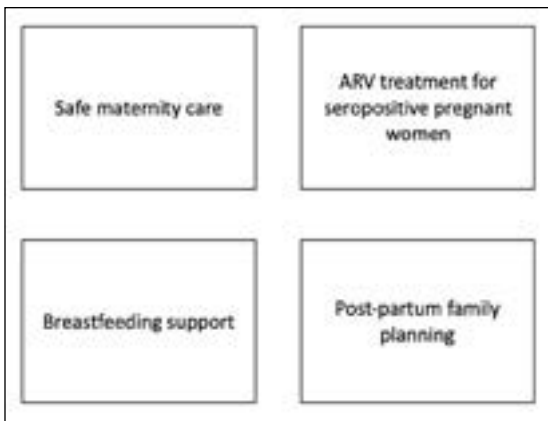 Safe maternity care
ARV treatment for
seropositive pregnant
women
Breastfeeding support
Post-partum family
planning